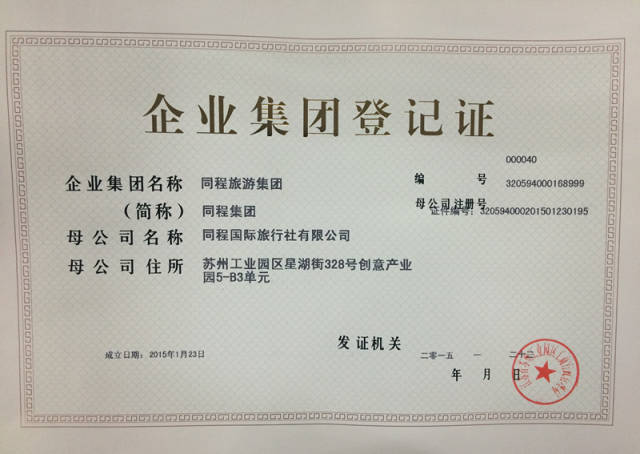 企业集团登记证
000040
企业集团名称 同程旅游集团 编号 320594000168999
(简称) 同程集团 母公司注册号
证件编号: 320594000201501230195
母公司名称 同程国际旅行社有限公司
母公司住所 苏州工业园区星湖街328号创意产业
园5-B3单元
发证机关
成立日期: 2015年1月23日 二零一五 一
年 月 日